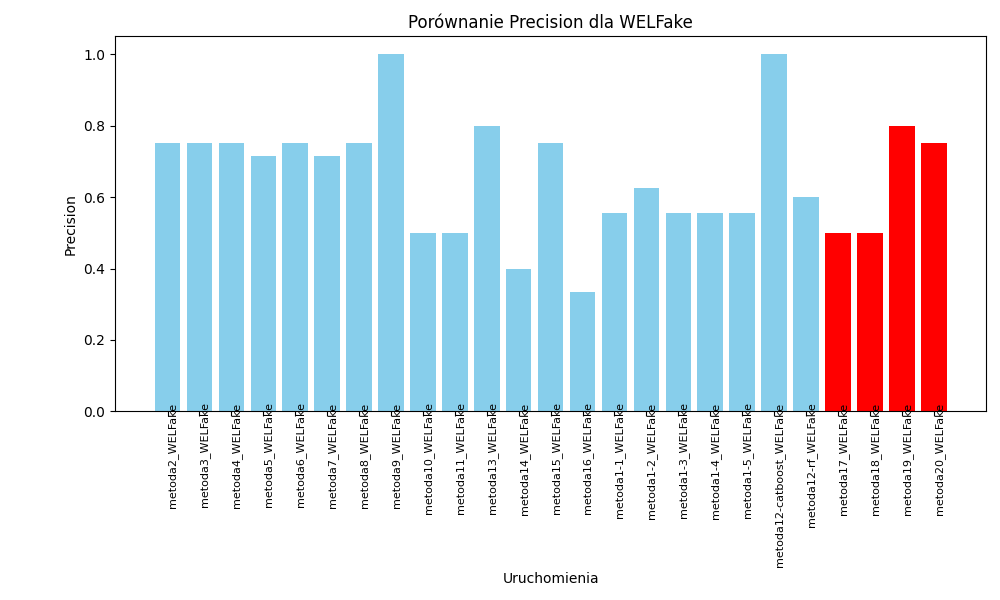 Porównanie Precision dla WELFake
Precision
1.0
0.8
0.6
0.4
0.2
0.0
metoda2_WELFake
metoda3_WELFake
metoda4_WELFake
metoda5_WELFake
metoda6_WELFake
metoda7_WELFake
metoda8_WELFake
metoda9_WELFake
metoda10_WELFake
metoda11_WELFake
metoda13_WELFake
metoda14_WELFake
metoda15_WELFake
metoda16_WELFake
metoda1-1_WELFake
metoda1-2_WELFake
metoda1-3_WELFake
metoda1-4_WELFake
metoda1-5_WELFake
metoda12-catboost_WELFake
metoda12-rf_WELFake
metoda17_WELFake
metoda18_WELFake
metoda19_WELFake
metoda20_WELFake
Uruchomienia